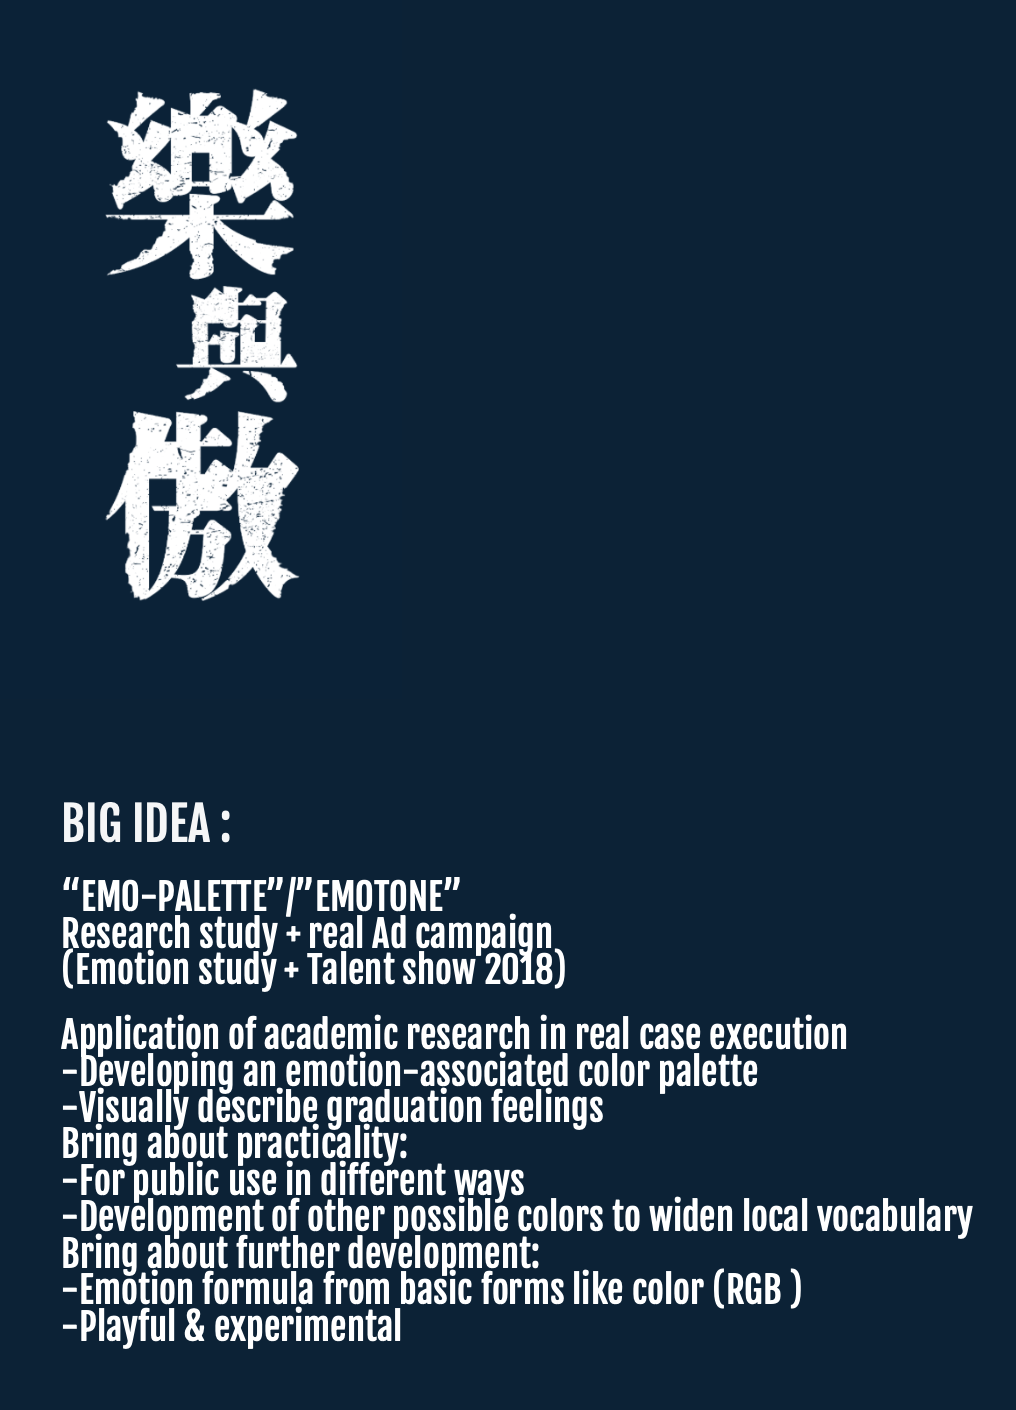 樂
與
傲
BIG IDEA :
“EMO-PALETTE”/”EMOTONE”
Research study + real Ad campaign
(Emotion study + Talent show 2018)
Application of academic research in real case execution
-Developing an emotion-associated color palette
-Visually describe graduation feelings
Bring about practicality:
-For public use in different ways
-Development of other possible colors to widen local vocabulary
Bring about further development:
-Emotion formula from basic forms like color (RGB )
-Playful & experimental